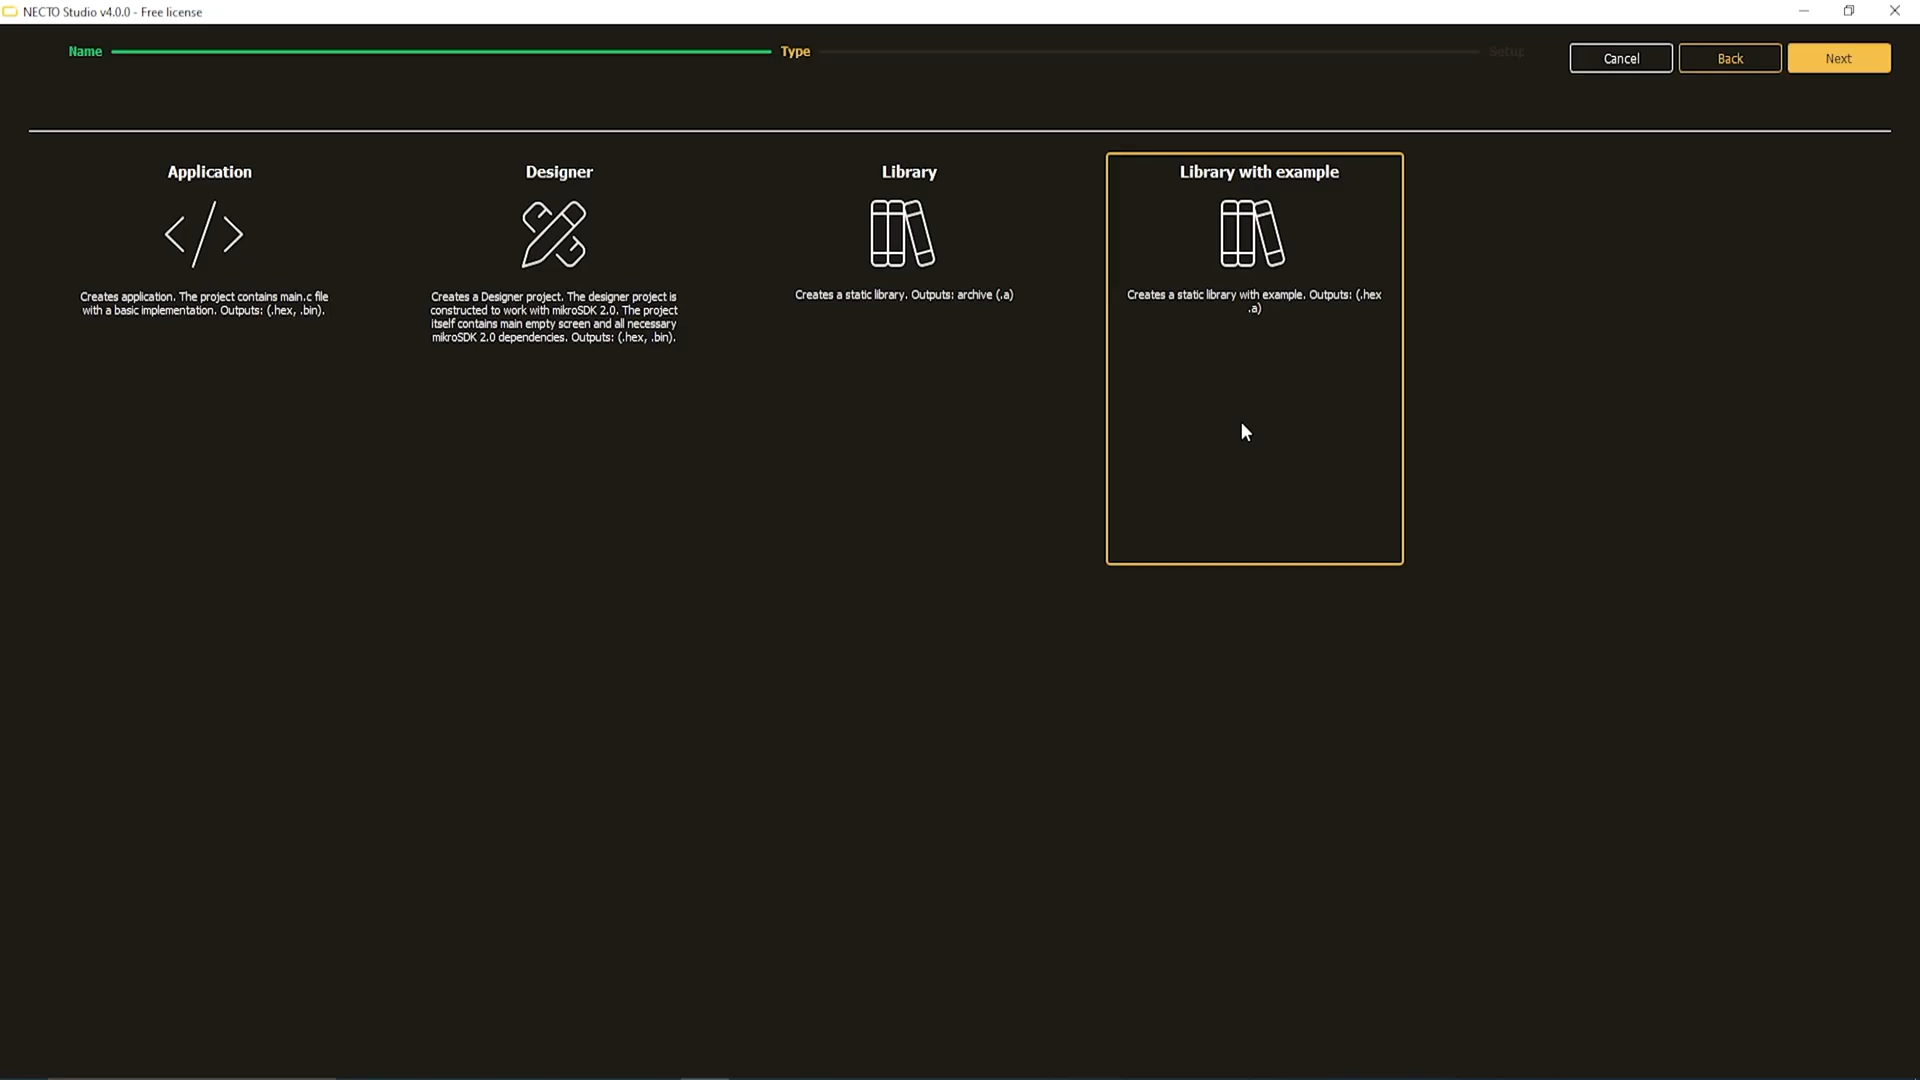 NECTO Studio v4.0.0 - Free license
Name
Type
Setup
Cancel
Back
Next
Application
Creates application. The project contains main.c file
with a basic implementation. Outputs: (.hex, .bin).
Designer
Creates a Designer project. The designer project is
constructed to work with mikroSDK 2.0. The project
itself contains main empty screen and all necessary
mikroSDK 2.0 dependencies. Outputs: (.hex, .bin).
Library
Creates a static library. Outputs: archive (.a)
Library with example
Creates a static library with example. Outputs: (.hex
.a)